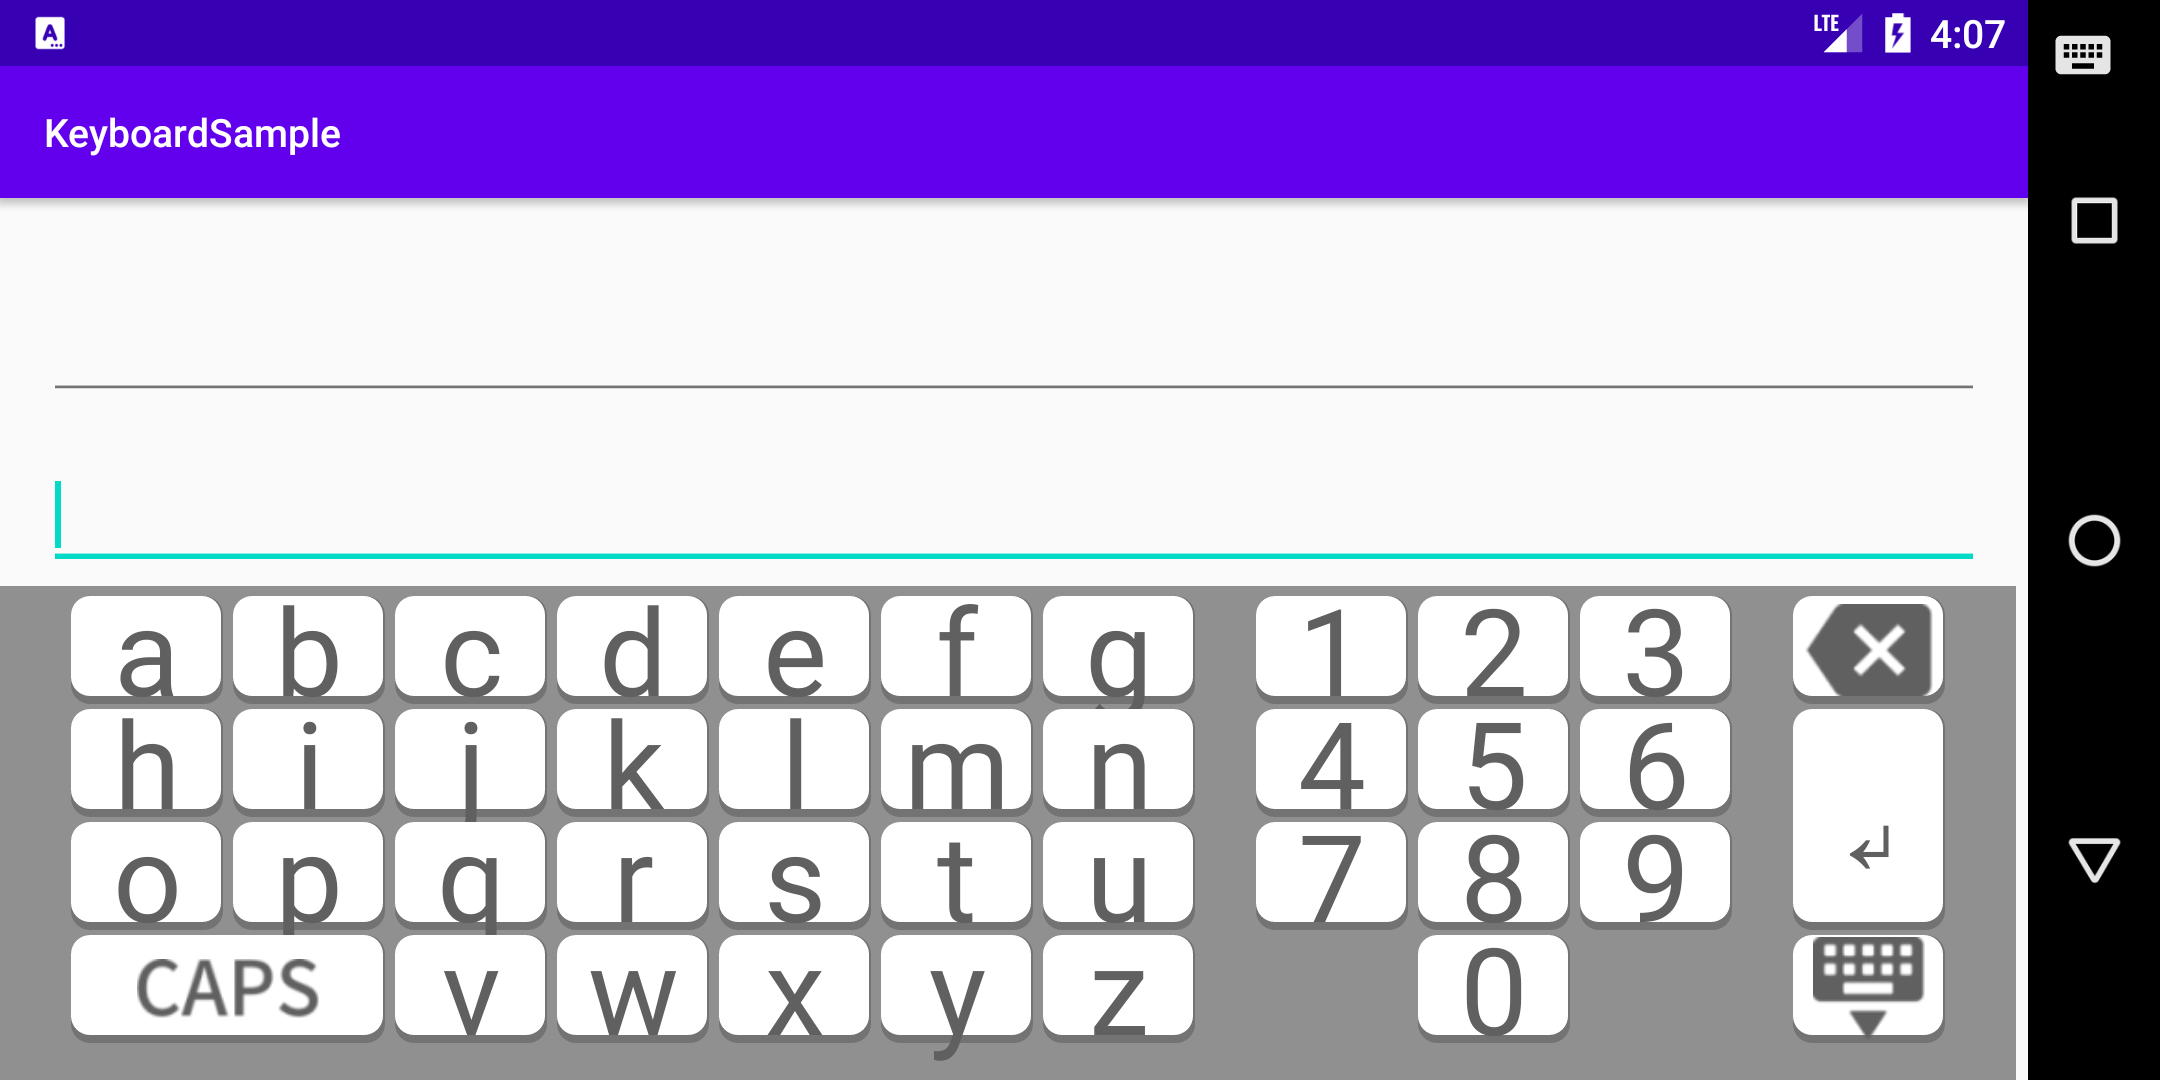 A
LTE 4:07
KeyboardSample
a b c d e f g 1 2 3
h i j k l m n 4 5 6
o p q r s t u 7 8 9
CAPS v w x y z 0